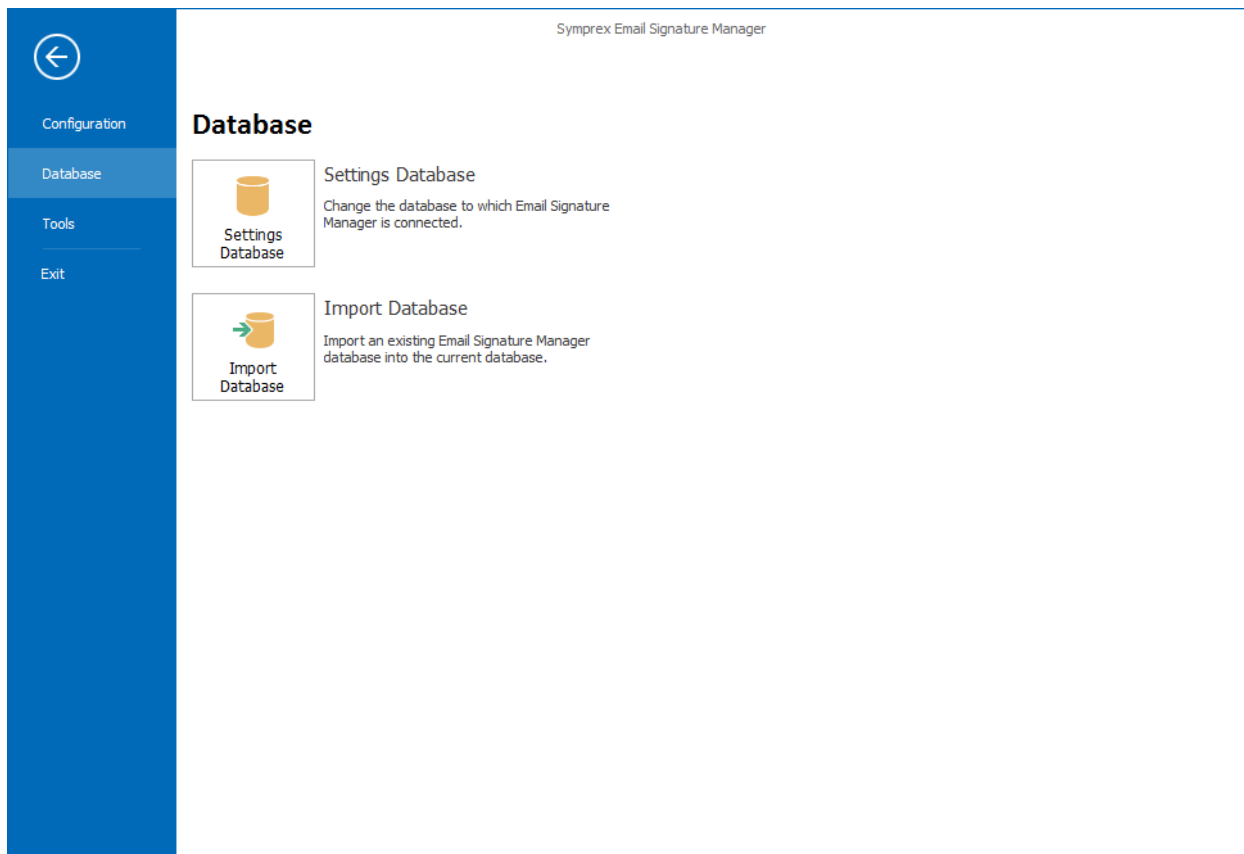 Symprex Email Signature Manager
Configuration
Database
Tools
Exit
Database
Settings
Database
Settings Database
Change the database to which Email Signature
Manager is connected.
Import
Database
Import Database
Import an existing Email Signature Manager
database into the current database.